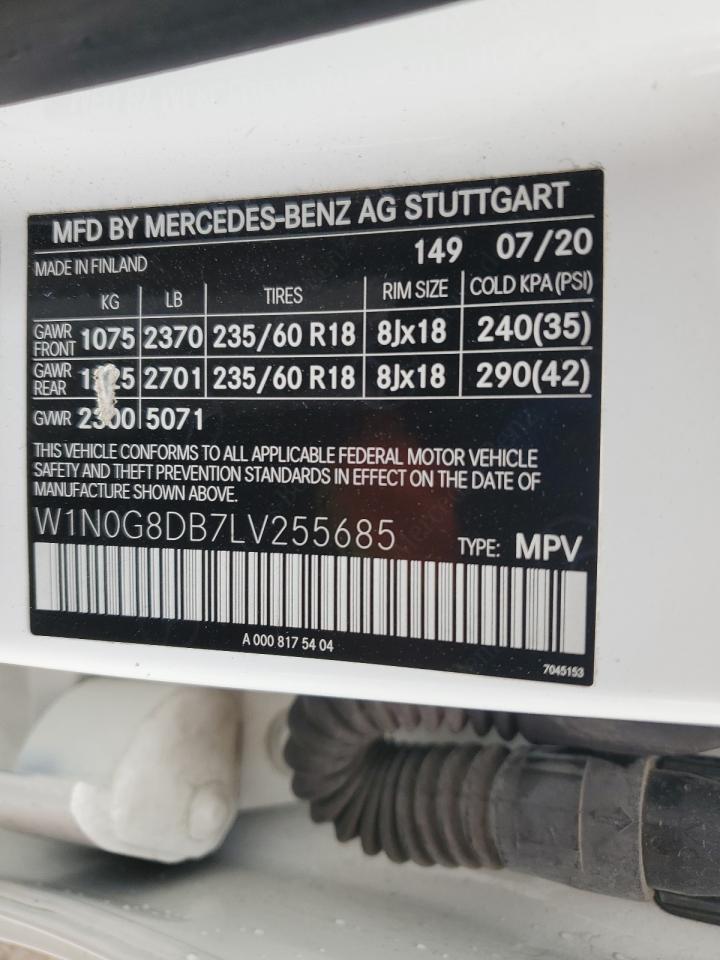 MFD BY MERCEDES-BENZ AG STUTTGART
MADE IN FINLAND 149 07/20
KG LB TIRES RIM SIZE COLD KPA (PSI)
GAWR FRONT 1075 2370 235/60 R18 8Jx18 240(35)
GAWR REAR 2701 235/60 R18 8Jx18 290(42)
GVWR 2300 5071
THIS VEHICLE CONFORMS TO ALL APPLICABLE FEDERAL MOTOR VEHICLE
SAFETY AND THEFT PREVENTION STANDARDS IN EFFECT ON THE DATE OF
MANUFACTURE SHOWN ABOVE.
W1N0G8DB7LV255685 TYPE: MPV
A 000 817 54 04
7045153